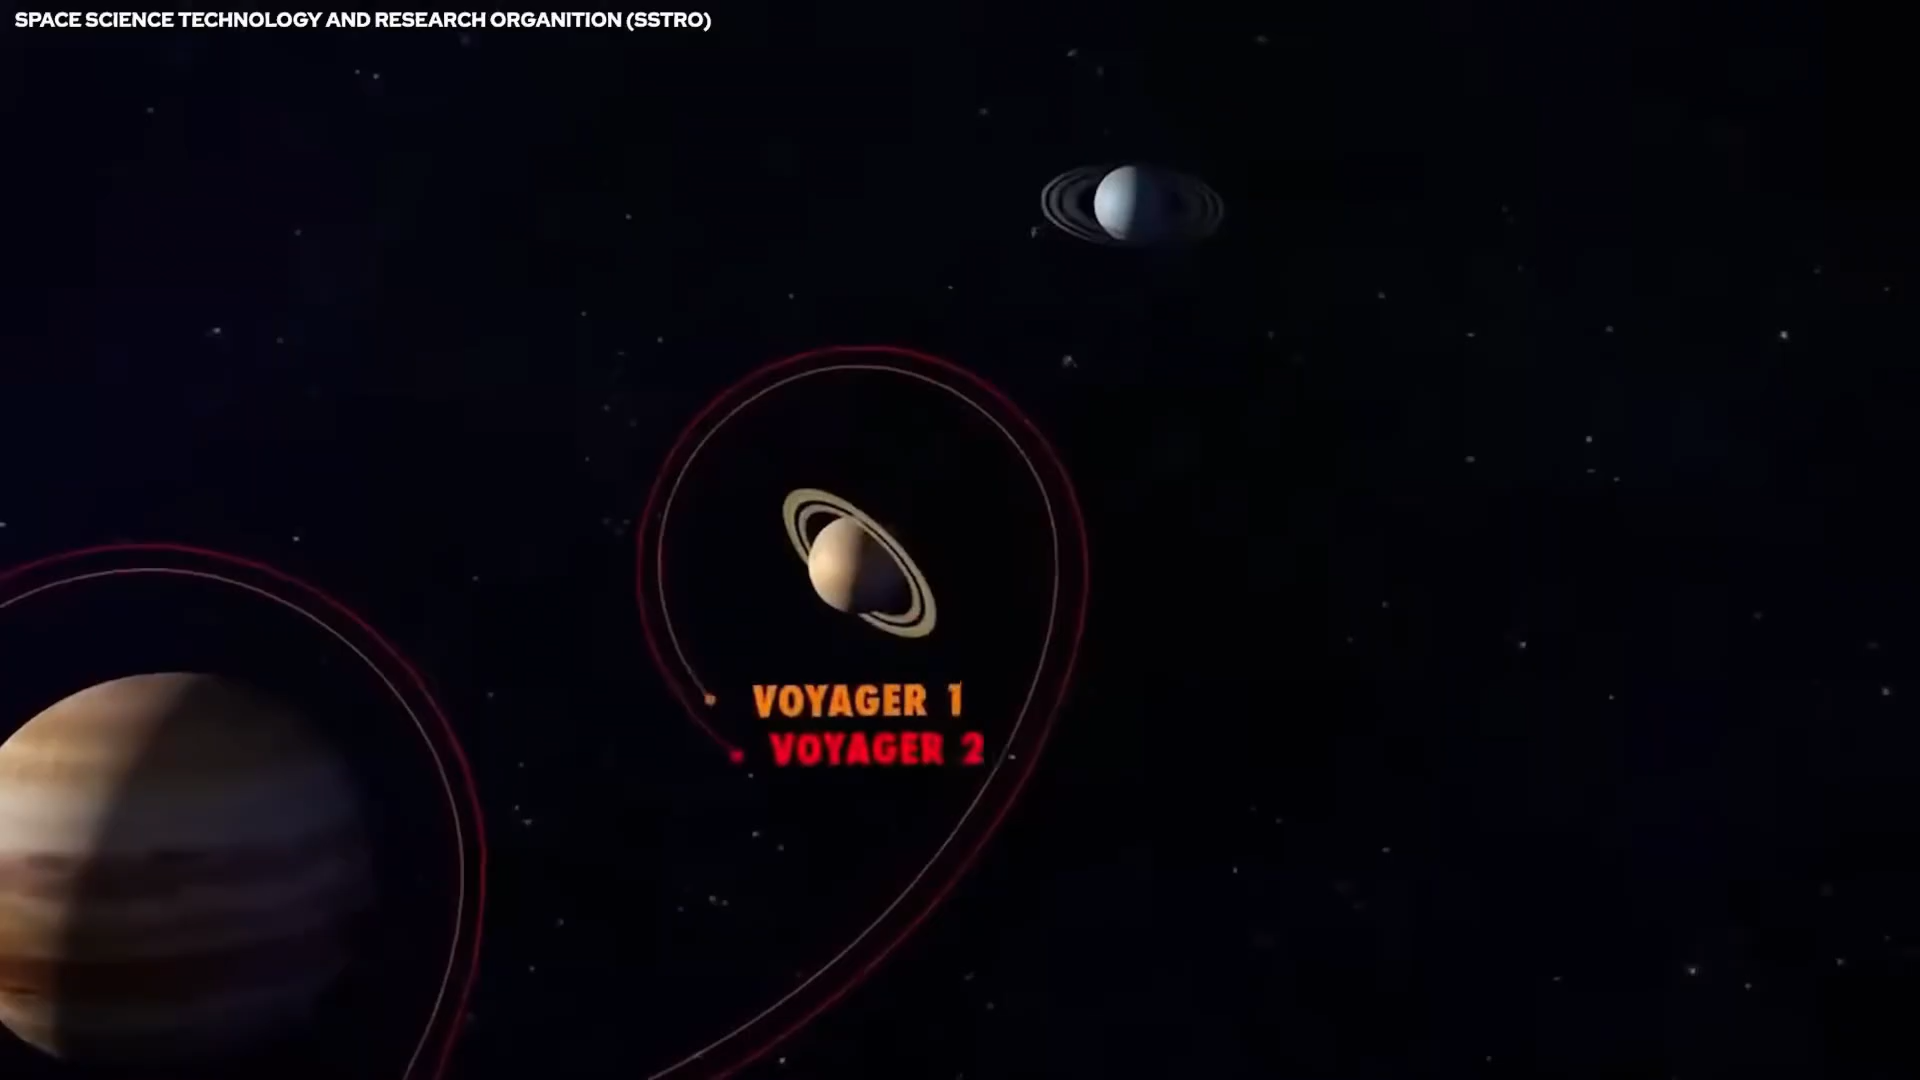 SPACE SCIENCE TECHNOLOGY AND RESEARCH ORGANITION (SSTRO)
VOYAGER 1
VOYAGER 2